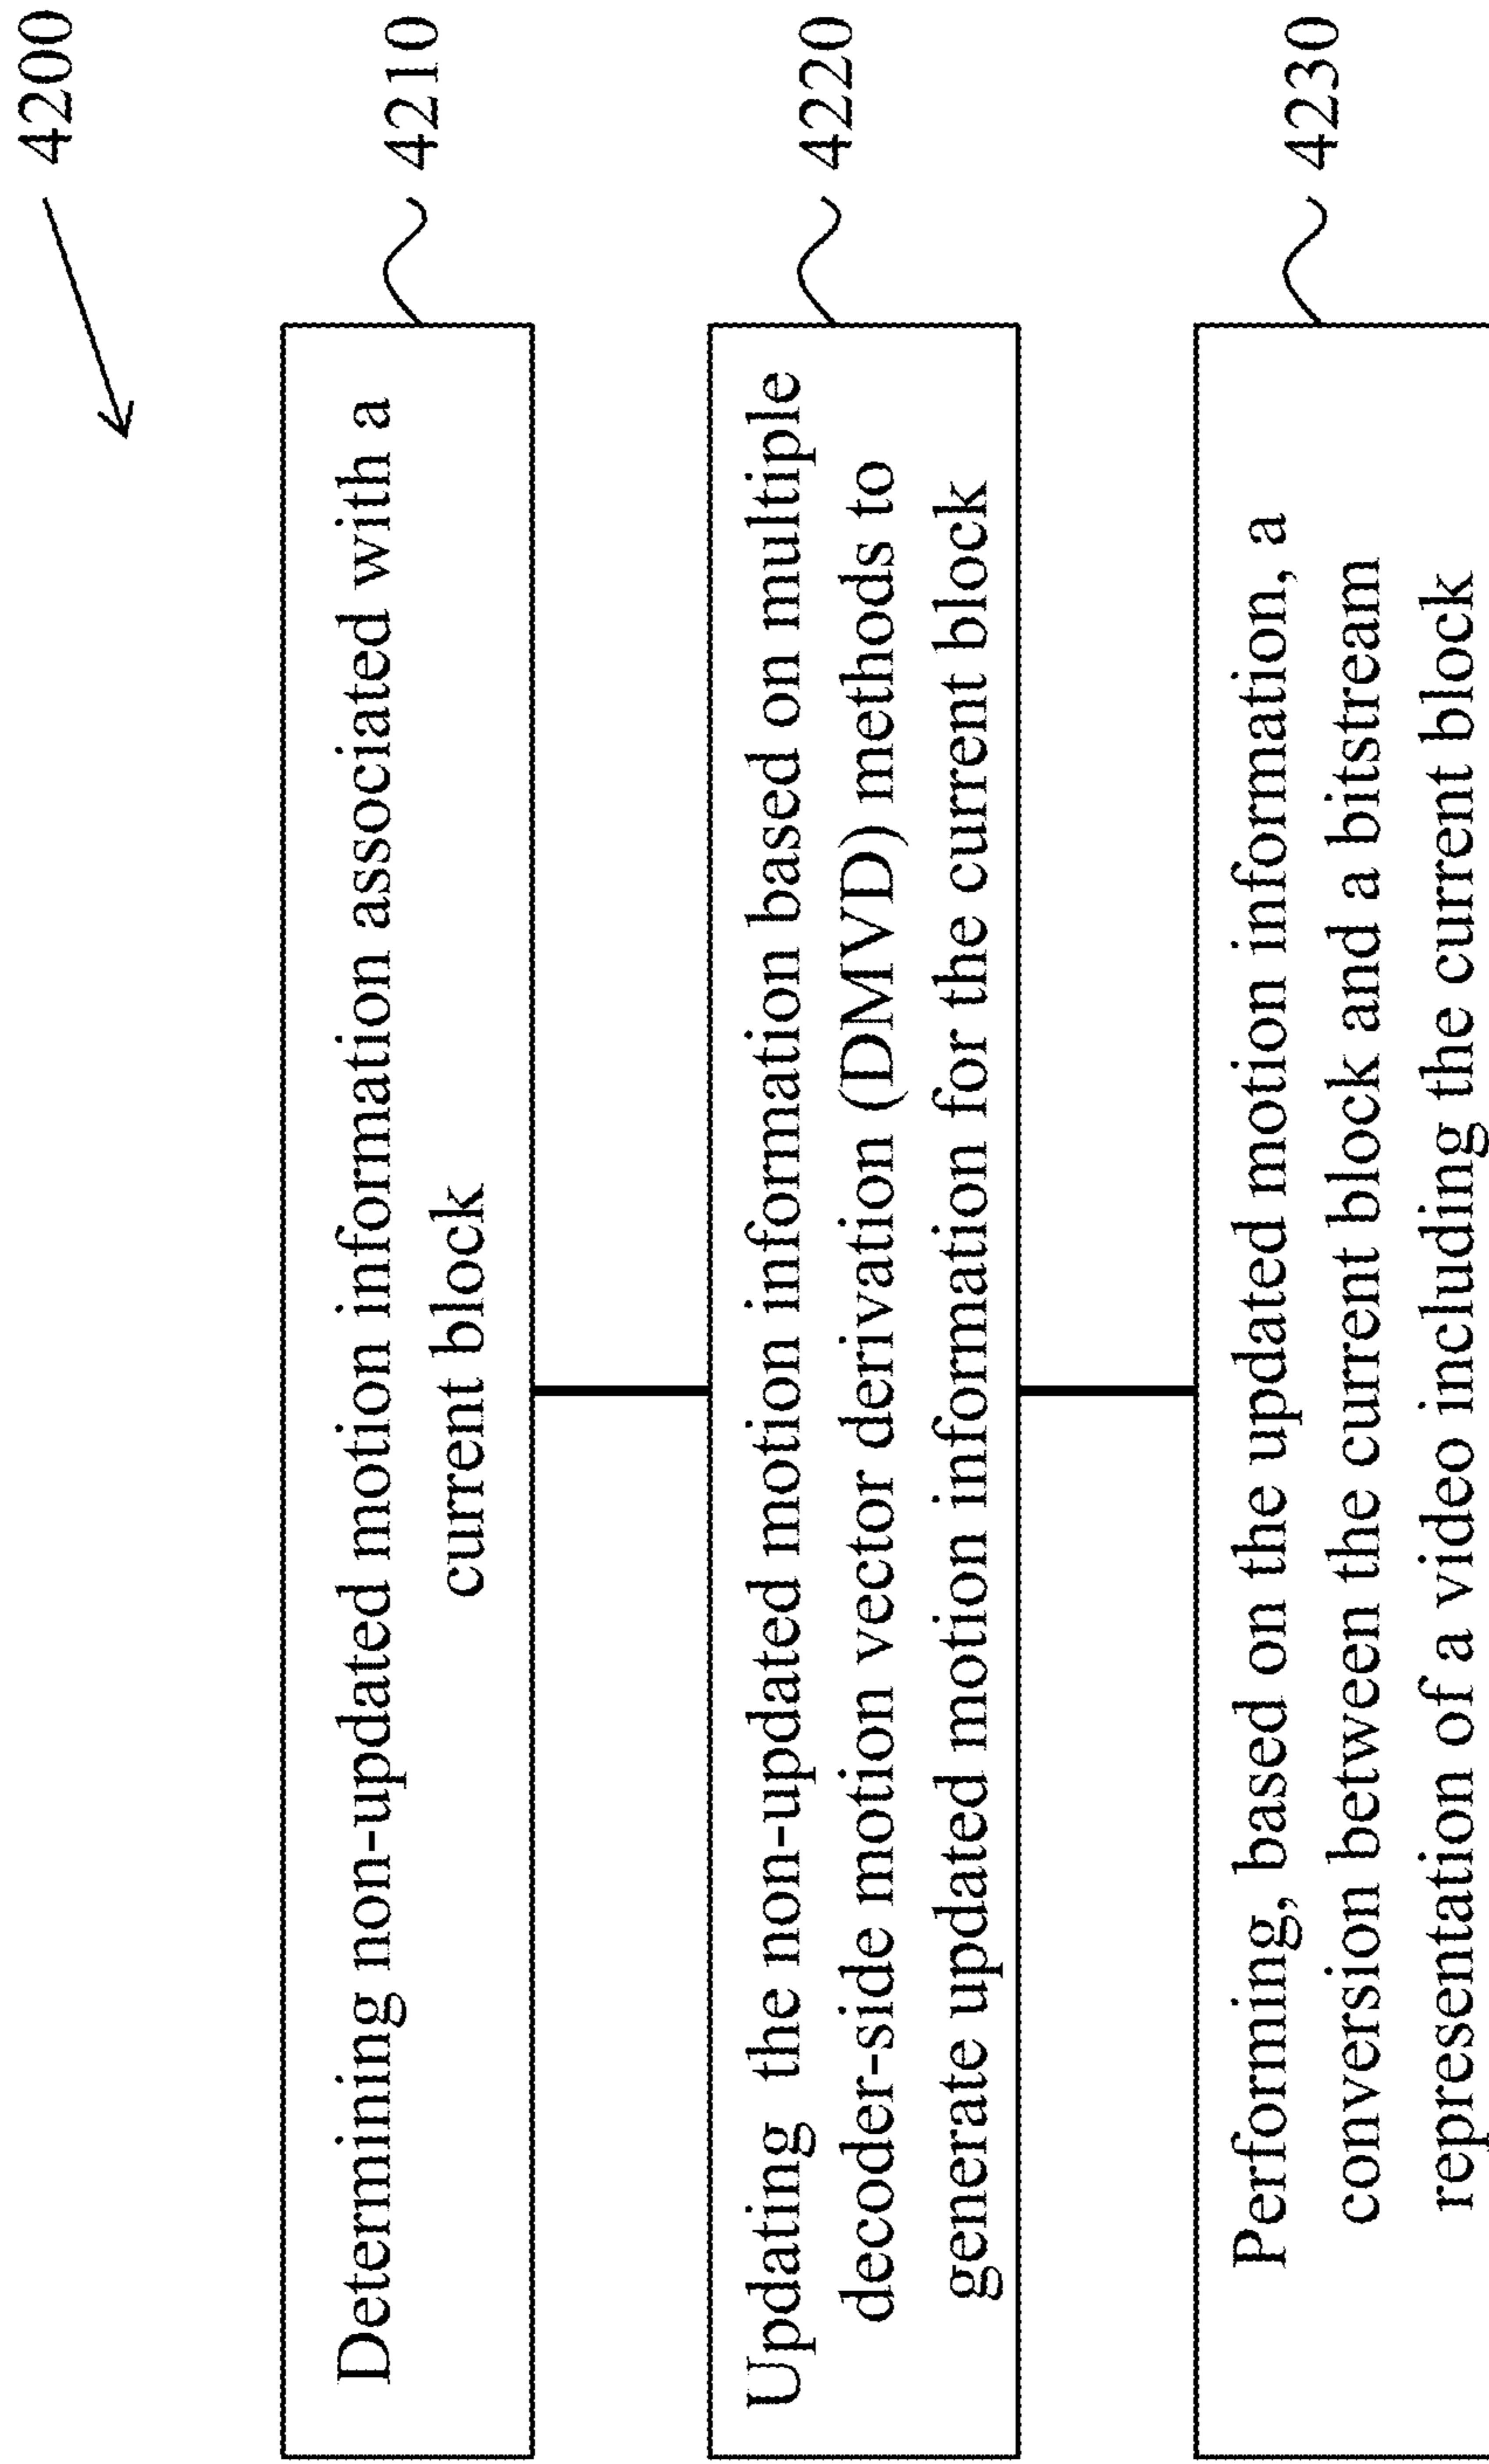 4200
Determining non-updated motion information associated with a
current block
4210
Updating the non-updated motion information based on multiple
decoder-side motion vector derivation (DMVD) methods to
generate updated motion information for the current block
4220
Performing, based on the updated motion information, a
conversion between the current block and a bitstream
representation of a video including the current block
4230